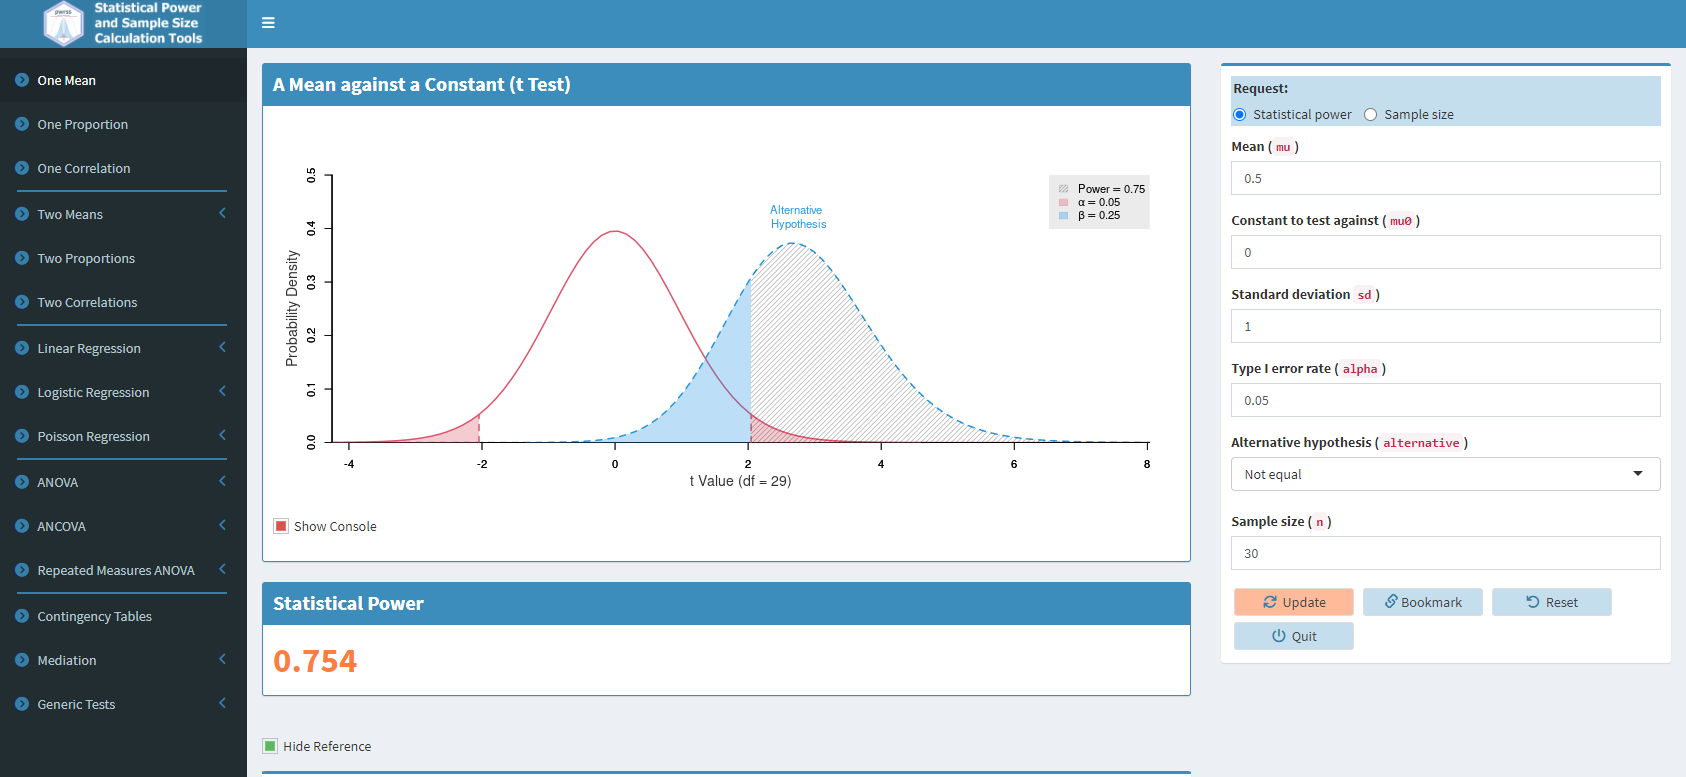 pwrss
Statistical Power
and Sample Size
Calculation Tools
One Mean
One Proportion
One Correlation
Two Means
Two Proportions
Two Correlations
Linear Regression
Logistic Regression
Poisson Regression
ANOVA
ANCOVA
Repeated Measures ANOVA
Contingency Tables
Mediation
Generic Tests
A Mean against a Constant (t Test)
Probability Density
0.5
0.4
0.3
0.2
0.1
0.0
Alternative
Hypothesis
Power = 0.75
α = 0.05
β = 0.25
-4 -2 0 2 4 6 8
t Value (df = 29)
Show Console
Statistical Power
0.754
Hide Reference
Request:
Statistical power Sample size
Mean ( mu )
0.5
Constant to test against ( mu0 )
0
Standard deviation sd )
1
Type I error rate ( alpha )
0.05
Alternative hypothesis ( alternative )
Not equal
Sample size ( n )
30
Update Bookmark Reset
Quit